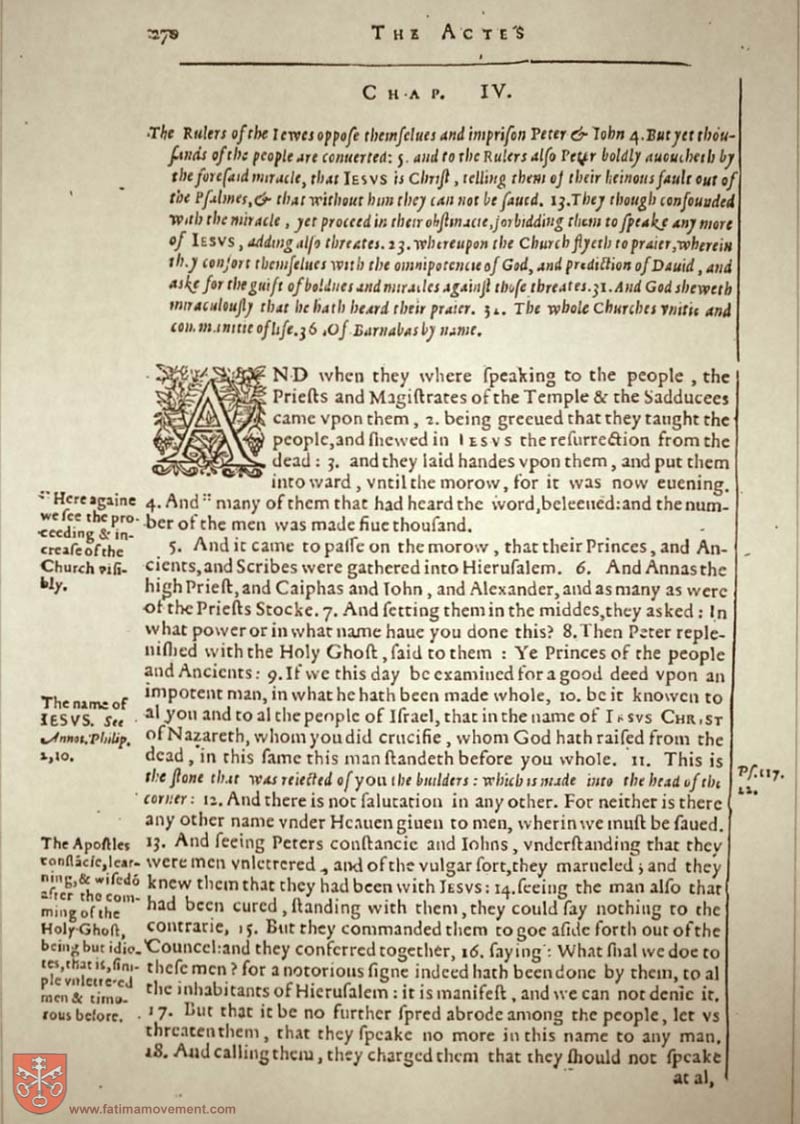 270
THE ACTES
CHAP. IV.
The Rulers of the Iewes oppoſe themſelues and impriſon Peter & Iohn 4. But yet thou-
ſands of the people are conuerted: 5. and to the Rulers alſo Peter boldly auoucheth by
the foreſaid miracle, that IESVS is Chriſt, telling them of their heinous fault out of
the Pſalmes, & that without him they can not be ſaued. 13. They though confounded
with the miracle, yet proceed in their obſtinacie, forbidding them to ſpeake any more
of IESVS, adding alſo threates. 23. whereupon the Church flyeth to praier, wherein
they confort themſelues with the omnipotencie of God, and prediction of Dauid, and
aske for the guift of boldnes and miracles againſt thoſe threates. 31. And God sheweth
miraculouſly that he hath heard their praier. 32. The whole Churches vnitie and
communitie of life. 36. Of Barnabas by name.
AND when they where ſpeaking to the people, the
Prieſts and Magiſtrates of the Temple & the Sadducees
came vpon them, 2. being greeued that they taught the
people, and shewed in IESVS the reſurrection from the
dead: 3. and they laid handes vpon them, and put them
into ward, vntil the morow, for it was now euening.
4. And :: many of them that had heard the word, beleeued: and the num-
ber of the men was made fiue thouſand.
5. And it came to paſſe on the morow, that their Princes, and An-
cients, and Scribes were gathered into Hieruſalem. 6. And Annas the
high Prieſt, and Caiphas and Iohn, and Alexander, and as many as were
of the Prieſts Stocke. 7. And ſetting them in the middes, they asked: In
what power or in what name haue you done this? 8. Then Peter reple-
nished with the Holy Ghoſt, ſaid to them: Ye Princes of the people
and Ancients: 9. If we this day be examined for a good deed vpon an
impotent man, in what he hath been made whole, 10. be it knowen to
al you and to al the people of Iſrael, that in the name of IESVS CHRIST
of Nazareth, whom you did crucifie, whom God hath raiſed from the
dead, in this ſame this man ſtandeth before you whole. 11. This is
the ſtone that was reiected of you the builders: which is made into the head of the
corner: 12. And there is not ſaluation in any other. For neither is there
any other name vnder Heauen giuen to men, wherin we muſt be ſaued.
13. And ſeeing Peters conſtancie and Iohns, vnderſtanding that they
were men vnlettered, and of the vulgar ſort, they marueled; and they
knew them that they had been with IESVS: 14. ſeeing the man alſo that
had been cured, ſtanding with them, they could ſay nothing to the
contrarie, 15. But they commanded them to goe aſide forth out of the
Councel: and they conferred together, 16. ſaying: What shal we doe to
theſe men? for a notorious ſigne indeed hath been done by them, to al
the inhabitants of Hieruſalem: it is manifeſt, and we can not denie it.
17. But that it be no further ſpred abrode among the people, let vs
threaten them, that they ſpeake no more in this name to any man.
18. And calling them, they charged them that they should not ſpeake
at al,
:: Here againe
we ſee the pro-
ceeding & in-
creaſe of the
Church viſi-
bly.
The name of
IESVS. See
Annot. Philip.
2,10.
Pſ. 117.
22.
The Apoſtles
conſtācie, lear-
ning, & wiſedō
after the com-
ming of the
Holy-Ghoſt,
being but idio-
tes, that is, ſim-
ple vnlettered
men & timo-
rous before.
www.fatimamovement.com